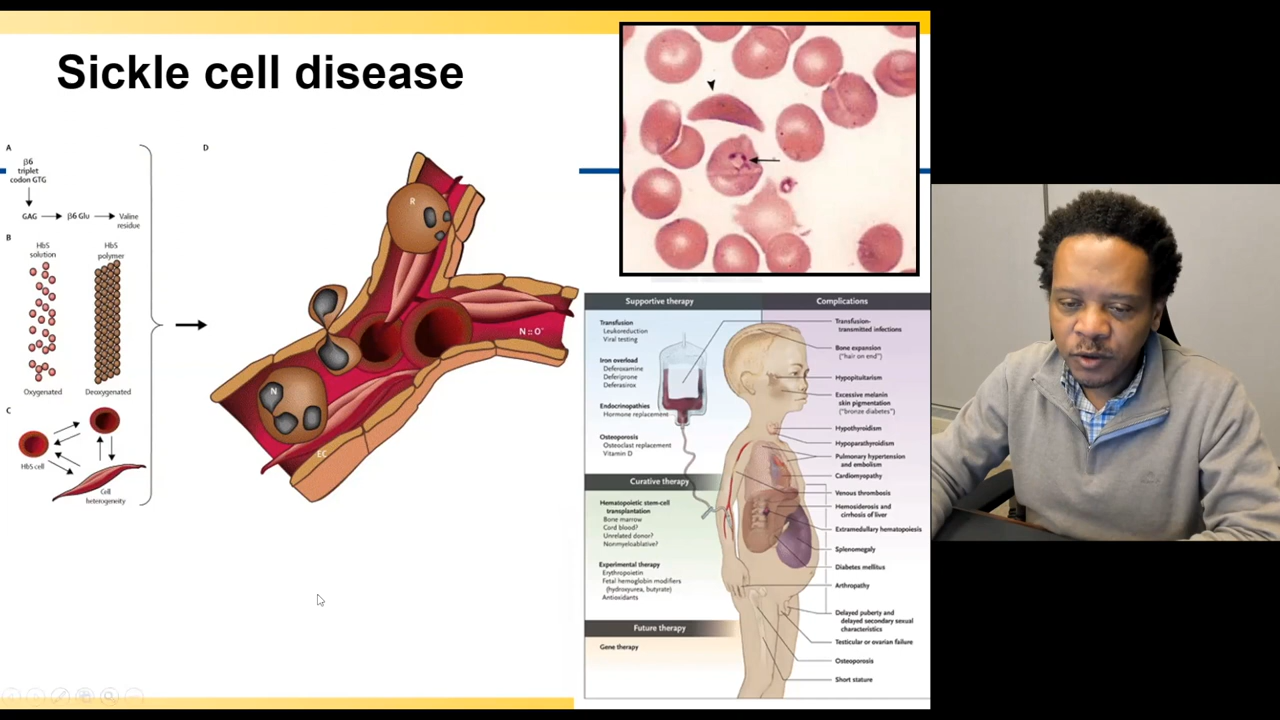 Sickle cell disease
A
β6
triplet
codon GTG
GAG
β6 Glu
Valine
residue
B
HbS
solution
HbS
polymer
Oxygenated
Deoxygenated
C
HbS cell
Cell
heterogeneity
D
R
N :: O⁻
N
EC
Supportive therapy
Transfusion
Leukoreduction
Viral testing
Iron overload
Deferoxamine
Deferiprone
Deferasirox
Endocrinopathies
Hormone replacement
Osteoporosis
Osteoclast replacement
Vitamin D
Curative therapy
Hematopoietic stem-cell
transplantation
Bone marrow
Cord blood?
Unrelated donor?
Nonmyeloablative?
Experimental therapy
Erythropoietin
Fetal hemoglobin modifiers
(hydroxyurea, butyrate)
Antioxidants
Future therapy
Gene therapy
Complications
Transfusion-
transmitted infections
Bone expansion
("hair on end")
Hypopituitarism
Excessive melanin
skin pigmentation
("bronze diabetes")
Hypothyroidism
Hypoparathyroidism
Pulmonary hypertension
and embolism
Cardiomyopathy
Venous thrombosis
Hemosiderosis and
cirrhosis of liver
Extramedullary hematopoiesis
Splenomegaly
Diabetes mellitus
Arthropathy
Delayed puberty and
delayed secondary sexual
characteristics
Testicular or ovarian failure
Osteoporosis
Short stature